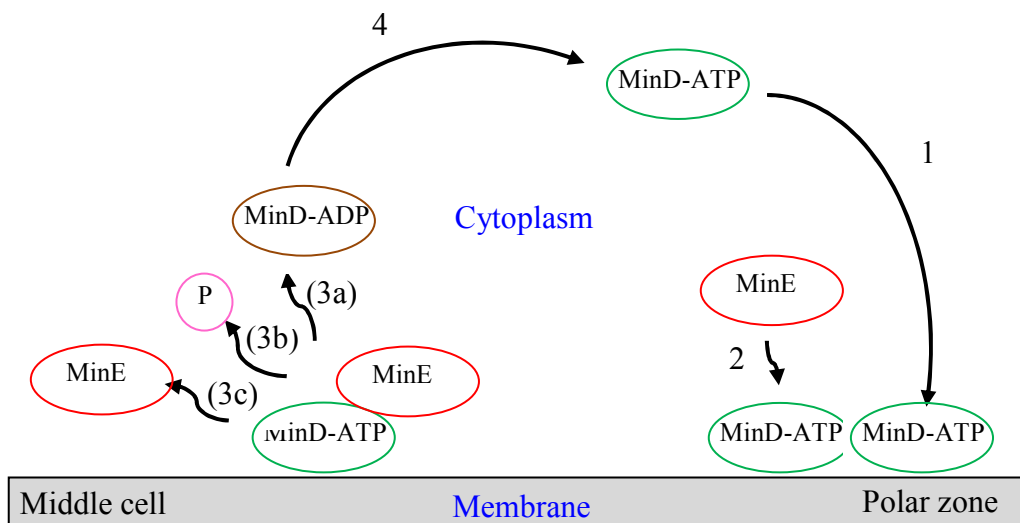 4
MinD-ATP
1
MinD-ADP
Cytoplasm
P
(3a)
MinE
(3b)
2
MinE
(3c)
MinE
MinD-ATP
MinD-ATP
MinD-ATP
Middle cell
Membrane
Polar zone